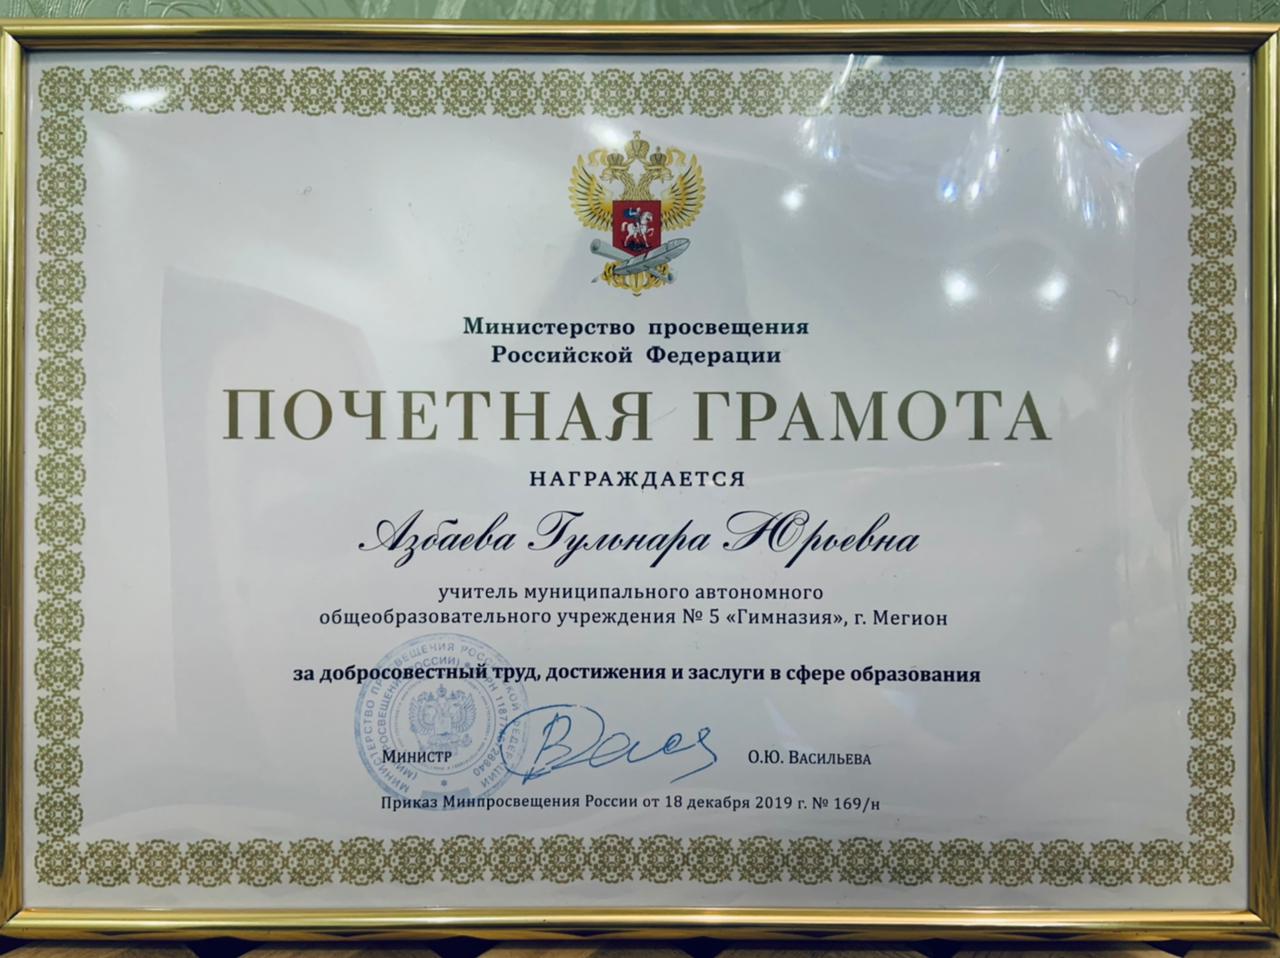 Министерство просвещения
Российской Федерации
ПОЧЕТНАЯ ГРАМОТА
НАГРАЖДАЕТСЯ
Азбаева Гульнара Юрьевна
учитель муниципального автономного
общеобразовательного учреждения № 5 «Гимназия», г. Мегион
за добросовестный труд, достижения и заслуги в сфере образования
Министр
О.Ю. Васильева
Приказ Минпросвещения России от 18 декабря 2019 г. № 169/н